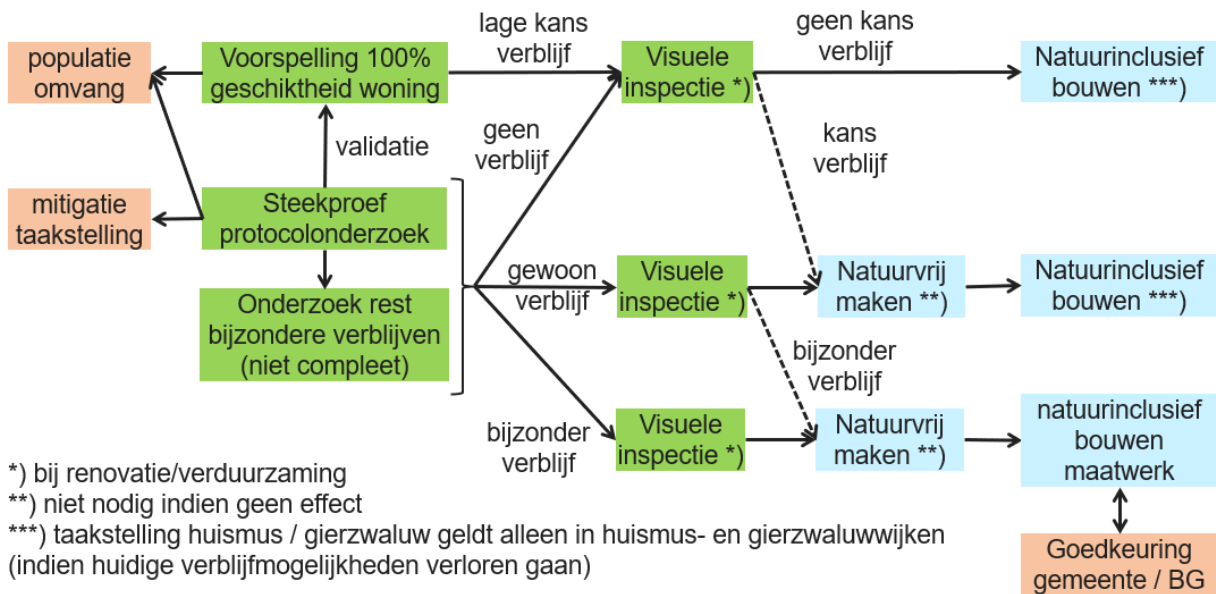 populatie
omvang
Voorspelling 100%
geschiktheid woning
lage kans
verblijf
Visuele
inspectie *)
geen kans
verblijf
Natuurinclusief
bouwen ***)
validatie
geen
verblijf
kans
verblijf
mitigatie
taakstelling
Steekproef
protocolonderzoek
gewoon
verblijf
Visuele
inspectie *)
Natuurvrij
maken **)
Natuurinclusief
bouwen ***)
Onderzoek rest
bijzondere verblijven
(niet compleet)
bijzonder
verblijf
bijzonder
verblijf
Visuele
inspectie *)
Natuurvrij
maken **)
natuurinclusief
bouwen
maatwerk
*) bij renovatie/verduurzaming
**) niet nodig indien geen effect
***) taakstelling huismus / gierzwaluw geldt alleen in huismus- en gierzwaluwwijken
(indien huidige verblijfmogelijkheden verloren gaan)
Goedkeuring
gemeente / BG